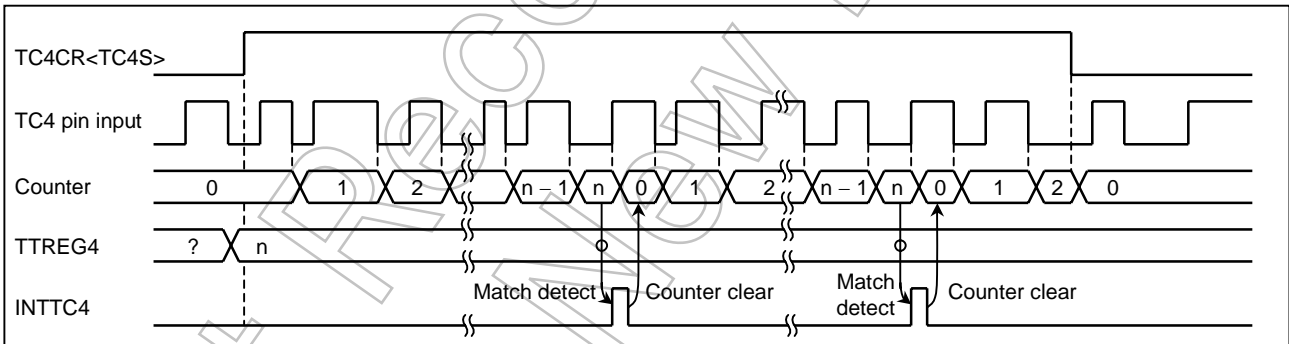 TC4CR<TC4S>
TC4 pin input
Counter 0 1 2 n − 1 n 0 1 2 n − 1 n 0 1 2 0
TTREG4 ? n
Match detect Counter clear Match detect Counter clear
INTTC4